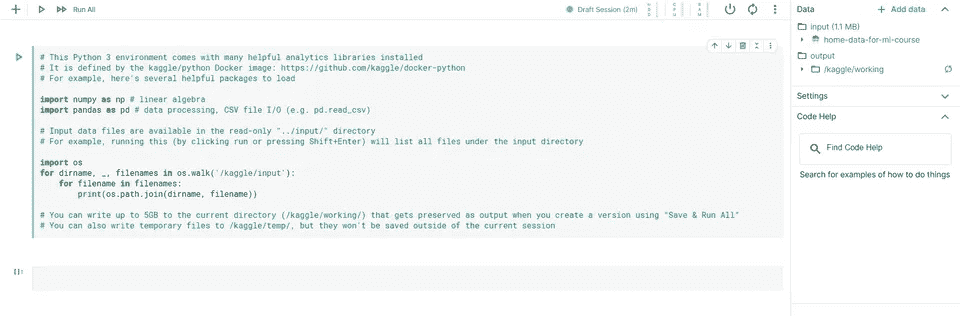 Run All
Draft Session (2m)
# This Python 3 environment comes with many helpful analytics libraries installed
# It is defined by the kaggle/python Docker image: https://github.com/kaggle/docker-python
# For example, here's several helpful packages to load
import numpy as np # linear algebra
import pandas as pd # data processing, CSV file I/O (e.g. pd.read_csv)
# Input data files are available in the read-only "../input/" directory
# For example, running this (by clicking run or pressing Shift+Enter) will list all files under the input directory
import os
for dirname, _, filenames in os.walk('/kaggle/input'):
    for filename in filenames:
        print(os.path.join(dirname, filename))
# You can write up to 5GB to the current directory (/kaggle/working/) that gets preserved as output when you create a version using "Save & Run All"
# You can also write temporary files to /kaggle/temp/, but they won't be saved outside of the current session
[]:
Data
+ Add data
input (1.1 MB)
home-data-for-ml-course
output
/kaggle/working
Settings
Code Help
Find Code Help
Search for examples of how to do things